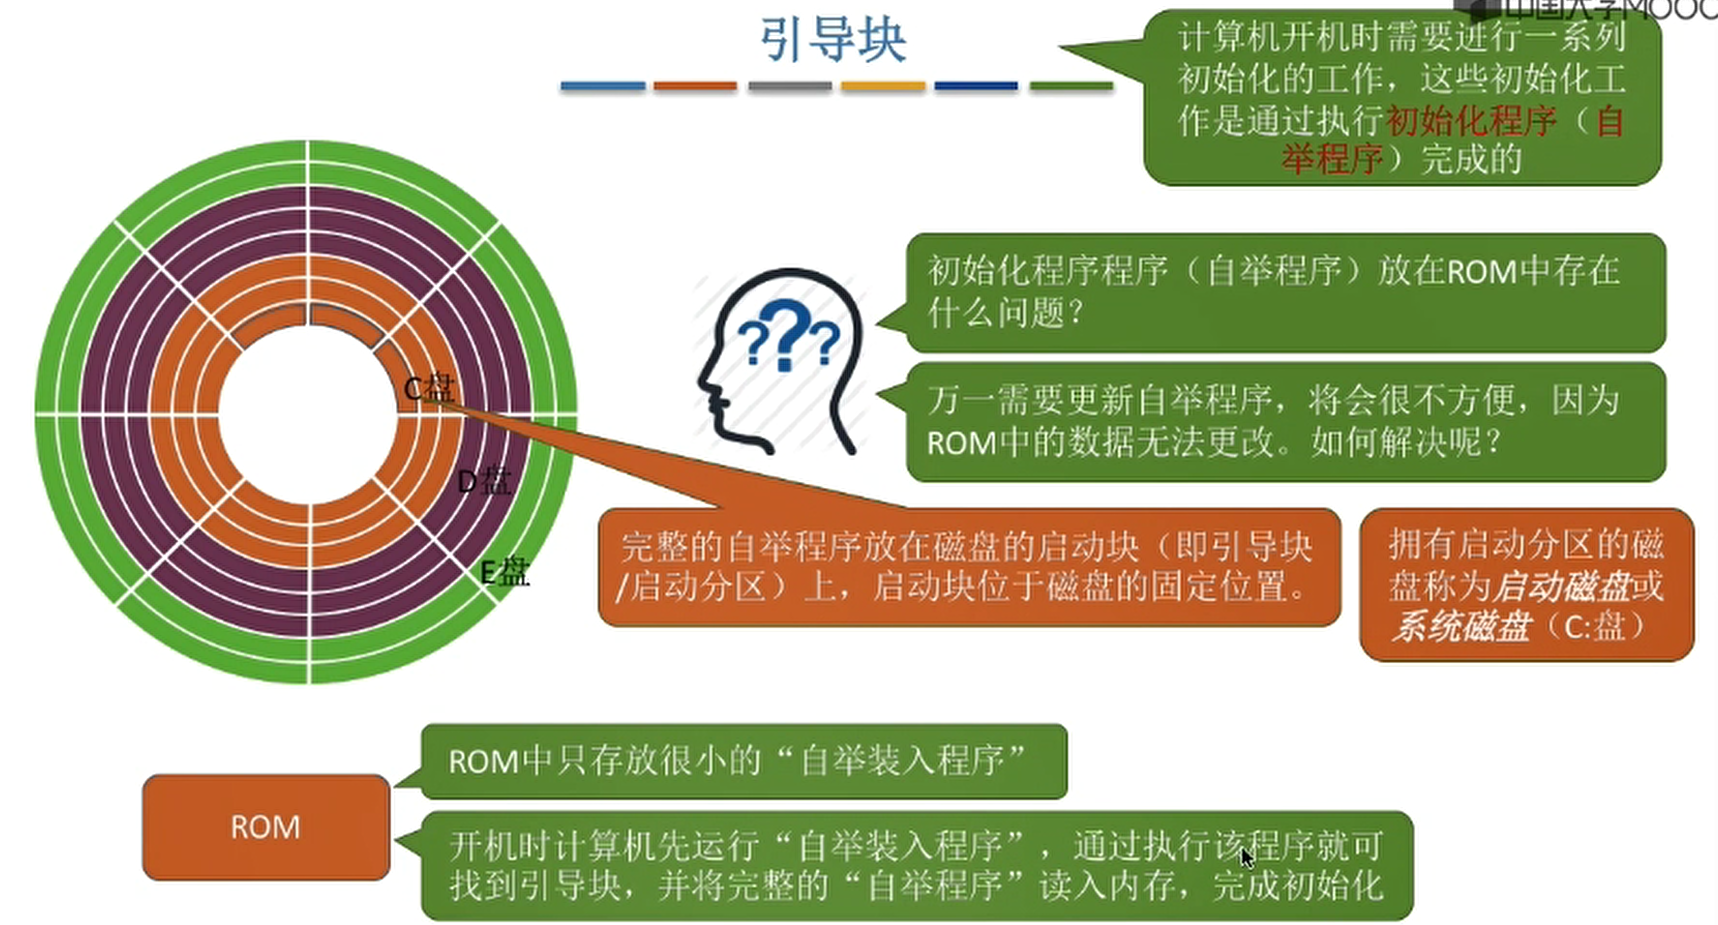 中国大学MOOC
引导块
计算机开机时需要进行一系列
初始化的工作，这些初始化工
作是通过执行初始化程序（自
举程序）完成的
初始化程序程序（自举程序）放在ROM中存在
什么问题？
???
万一需要更新自举程序，将会很不方便，因为
ROM中的数据无法更改。如何解决呢？
C盘
D盘
E盘
完整的自举程序放在磁盘的启动块（即引导块
/启动分区）上，启动块位于磁盘的固定位置。
拥有启动分区的磁
盘称为启动磁盘或
系统磁盘（C:盘）
ROM中只存放很小的“自举装入程序”
ROM
开机时计算机先运行“自举装入程序”，通过执行该程序就可
找到引导块，并将完整的“自举程序”读入内存，完成初始化